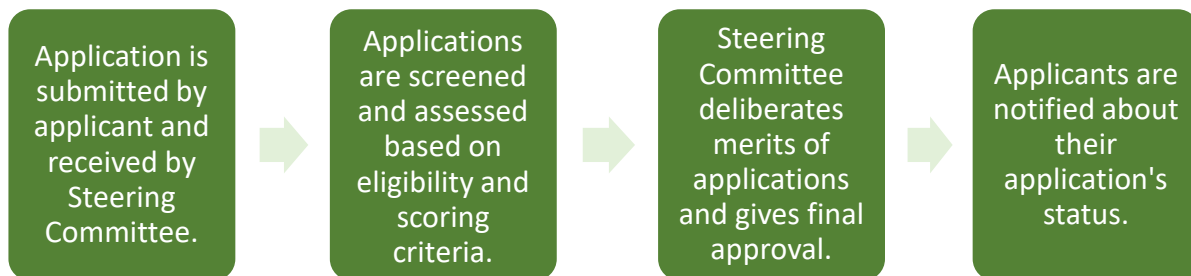 Application is
submitted by
applicant and
received by
Steering
Committee.
Applications
are screened
and assessed
based on
eligibility and
scoring
criteria.
Steering
Committee
deliberates
merits of
applications
and gives final
approval.
Applicants are
notified about
their
application's
status.